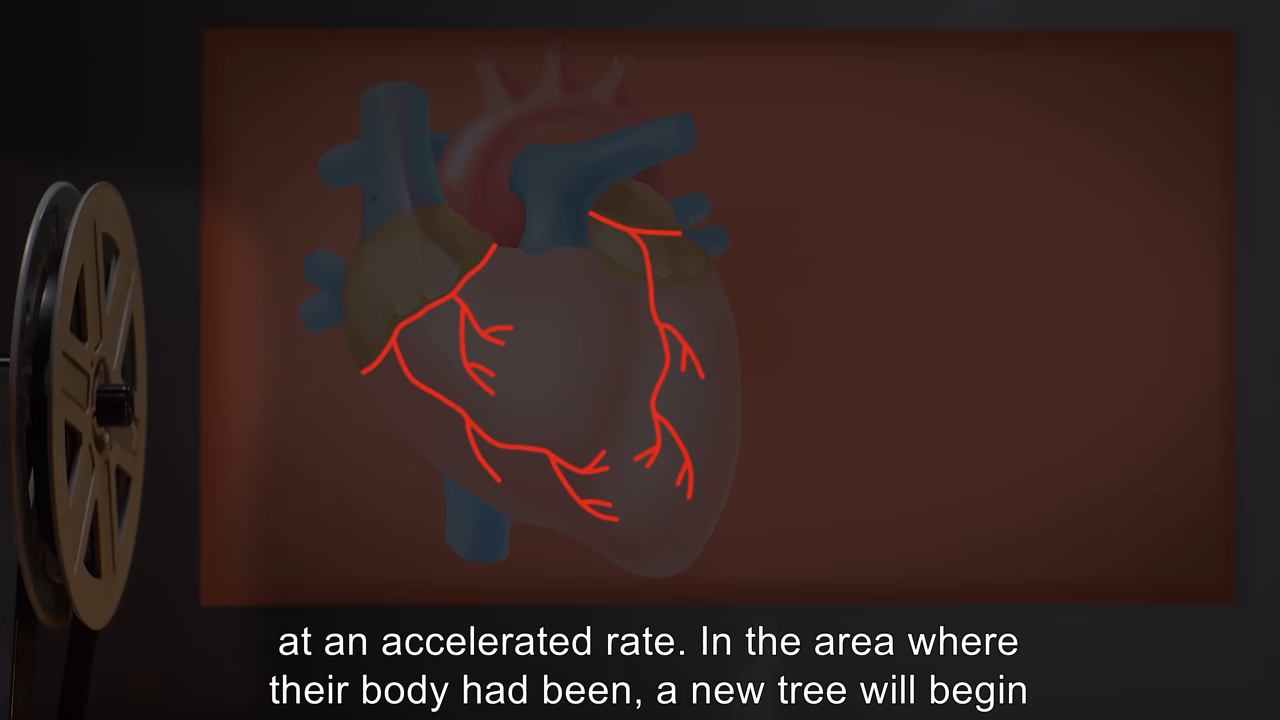 at an accelerated rate. In the area where
their body had been, a new tree will begin